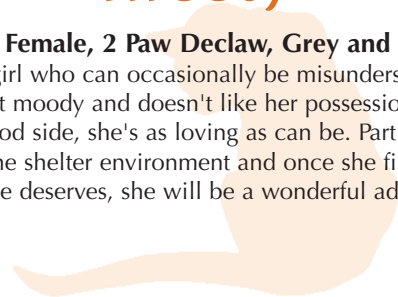 Female, 2 Paw Declaw, Grey and
girl who can occasionally be misunders
t moody and doesn't like her possessio
od side, she's as loving as can be. Part
ne shelter environment and once she fi
e deserves, she will be a wonderful ad